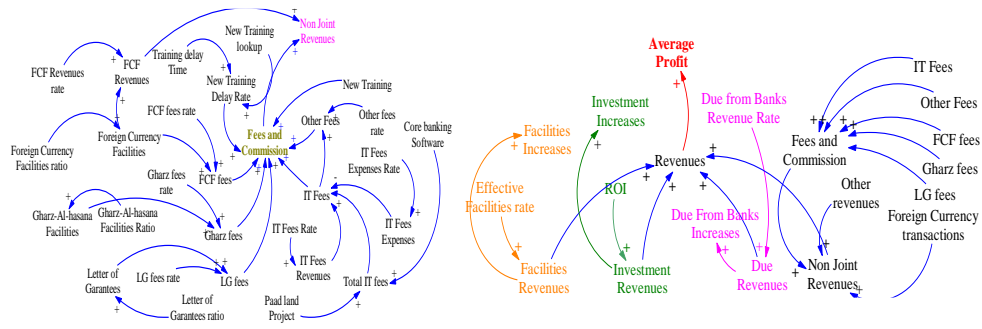 Non Joint
Revenues
New Training
lookup
Training delay
Time
FCF
Revenues
FCF Revenues
rate
New Training
Delay Rate
New Training
FCF fees rate
Other Fees
Other fees
rate
Core banking
Software
Foreign Currency
Facilities
Foreign Currency
Facilities ratio
Fees and
Commission
IT Fees
Expenses Rate
Gharz fees
rate
FCF fees
IT Fees
Gharz-Al-hasana
Facilities
Gharz-Al-hasana
Facilities Ratio
Gharz fees
IT Fees Rate
IT Fees
Expenses
IT Fees
Revenues
Letter of
Garantees
LG fees rate
LG fees
Total IT fees
Letter of
Garantees ratio
Paad land
Project
Average
Profit
IT Fees
Other Fees
FCF fees
Gharz fees
LG fees
Foreign Currency
transactions
Investment
Increases
Due from Banks
Revenue Rate
Facilities
Increases
Fees and
Commission
Revenues
Other
revenues
Effective
Facilities rate
ROI
Due From Banks
Increases
Facilities
Revenues
Investment
Revenues
Due
Revenues
Non Joint
Revenues